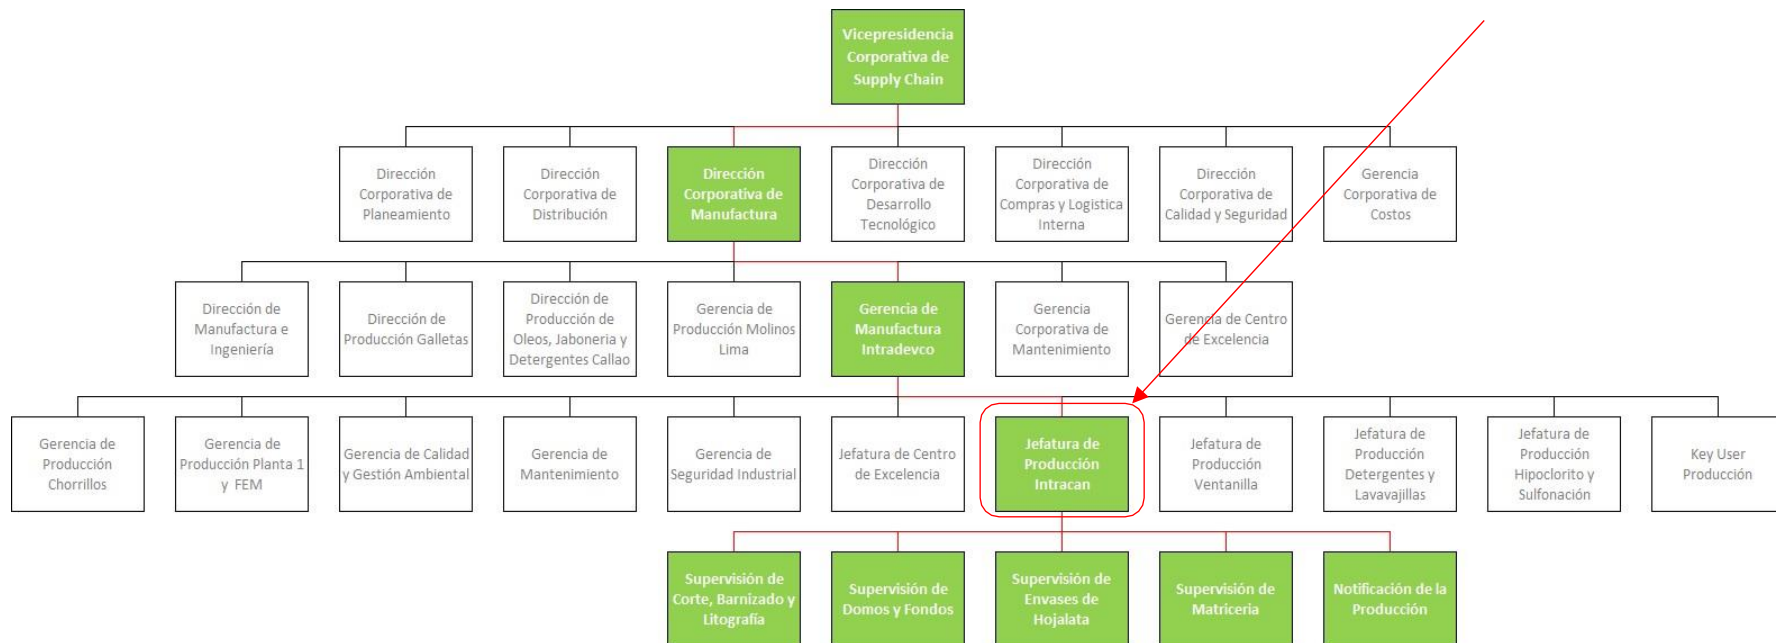 Vicepresidencia
Corporativa de
Supply Chain
Dirección
Corporativa de
Planeamiento
Dirección
Corporativa de
Distribución
Dirección
Corporativa de
Manufactura
Dirección
Corporativa de
Desarrollo
Tecnológico
Dirección
Corporativa de
Compras y Logistica
Interna
Dirección
Corporativa de
Calidad y Seguridad
Gerencia
Corporativa de
Costos
Dirección de
Manufactura e
Ingeniería
Dirección de
Producción Galletas
Dirección de
Producción de
Oleos, Jaboneria y
Detergentes Callao
Gerencia de
Producción Molinos
Lima
Gerencia de
Manufactura
Intradevco
Gerencia
Corporativa de
Mantenimiento
Gerencia de Centro
de Excelencia
Gerencia de
Producción
Chorrillos
Gerencia de
Producción Planta 1
y FEM
Gerencia de Calidad
y Gestión Ambiental
Gerencia de
Mantenimiento
Gerencia de
Seguridad Industrial
Jefatura de Centro
de Excelencia
Jefatura de
Producción
Intracan
Jefatura de
Producción
Ventanilla
Jefatura de
Producción
Detergentes y
Lavavajillas
Jefatura de
Producción
Hipoclorito y
Sulfonación
Key User
Producción
Supervisión de
Corte, Barnizado y
Litografía
Supervisión de
Domos y Fondos
Supervisión de
Envases de
Hojalata
Supervisión de
Matriceria
Notificación de la
Producción